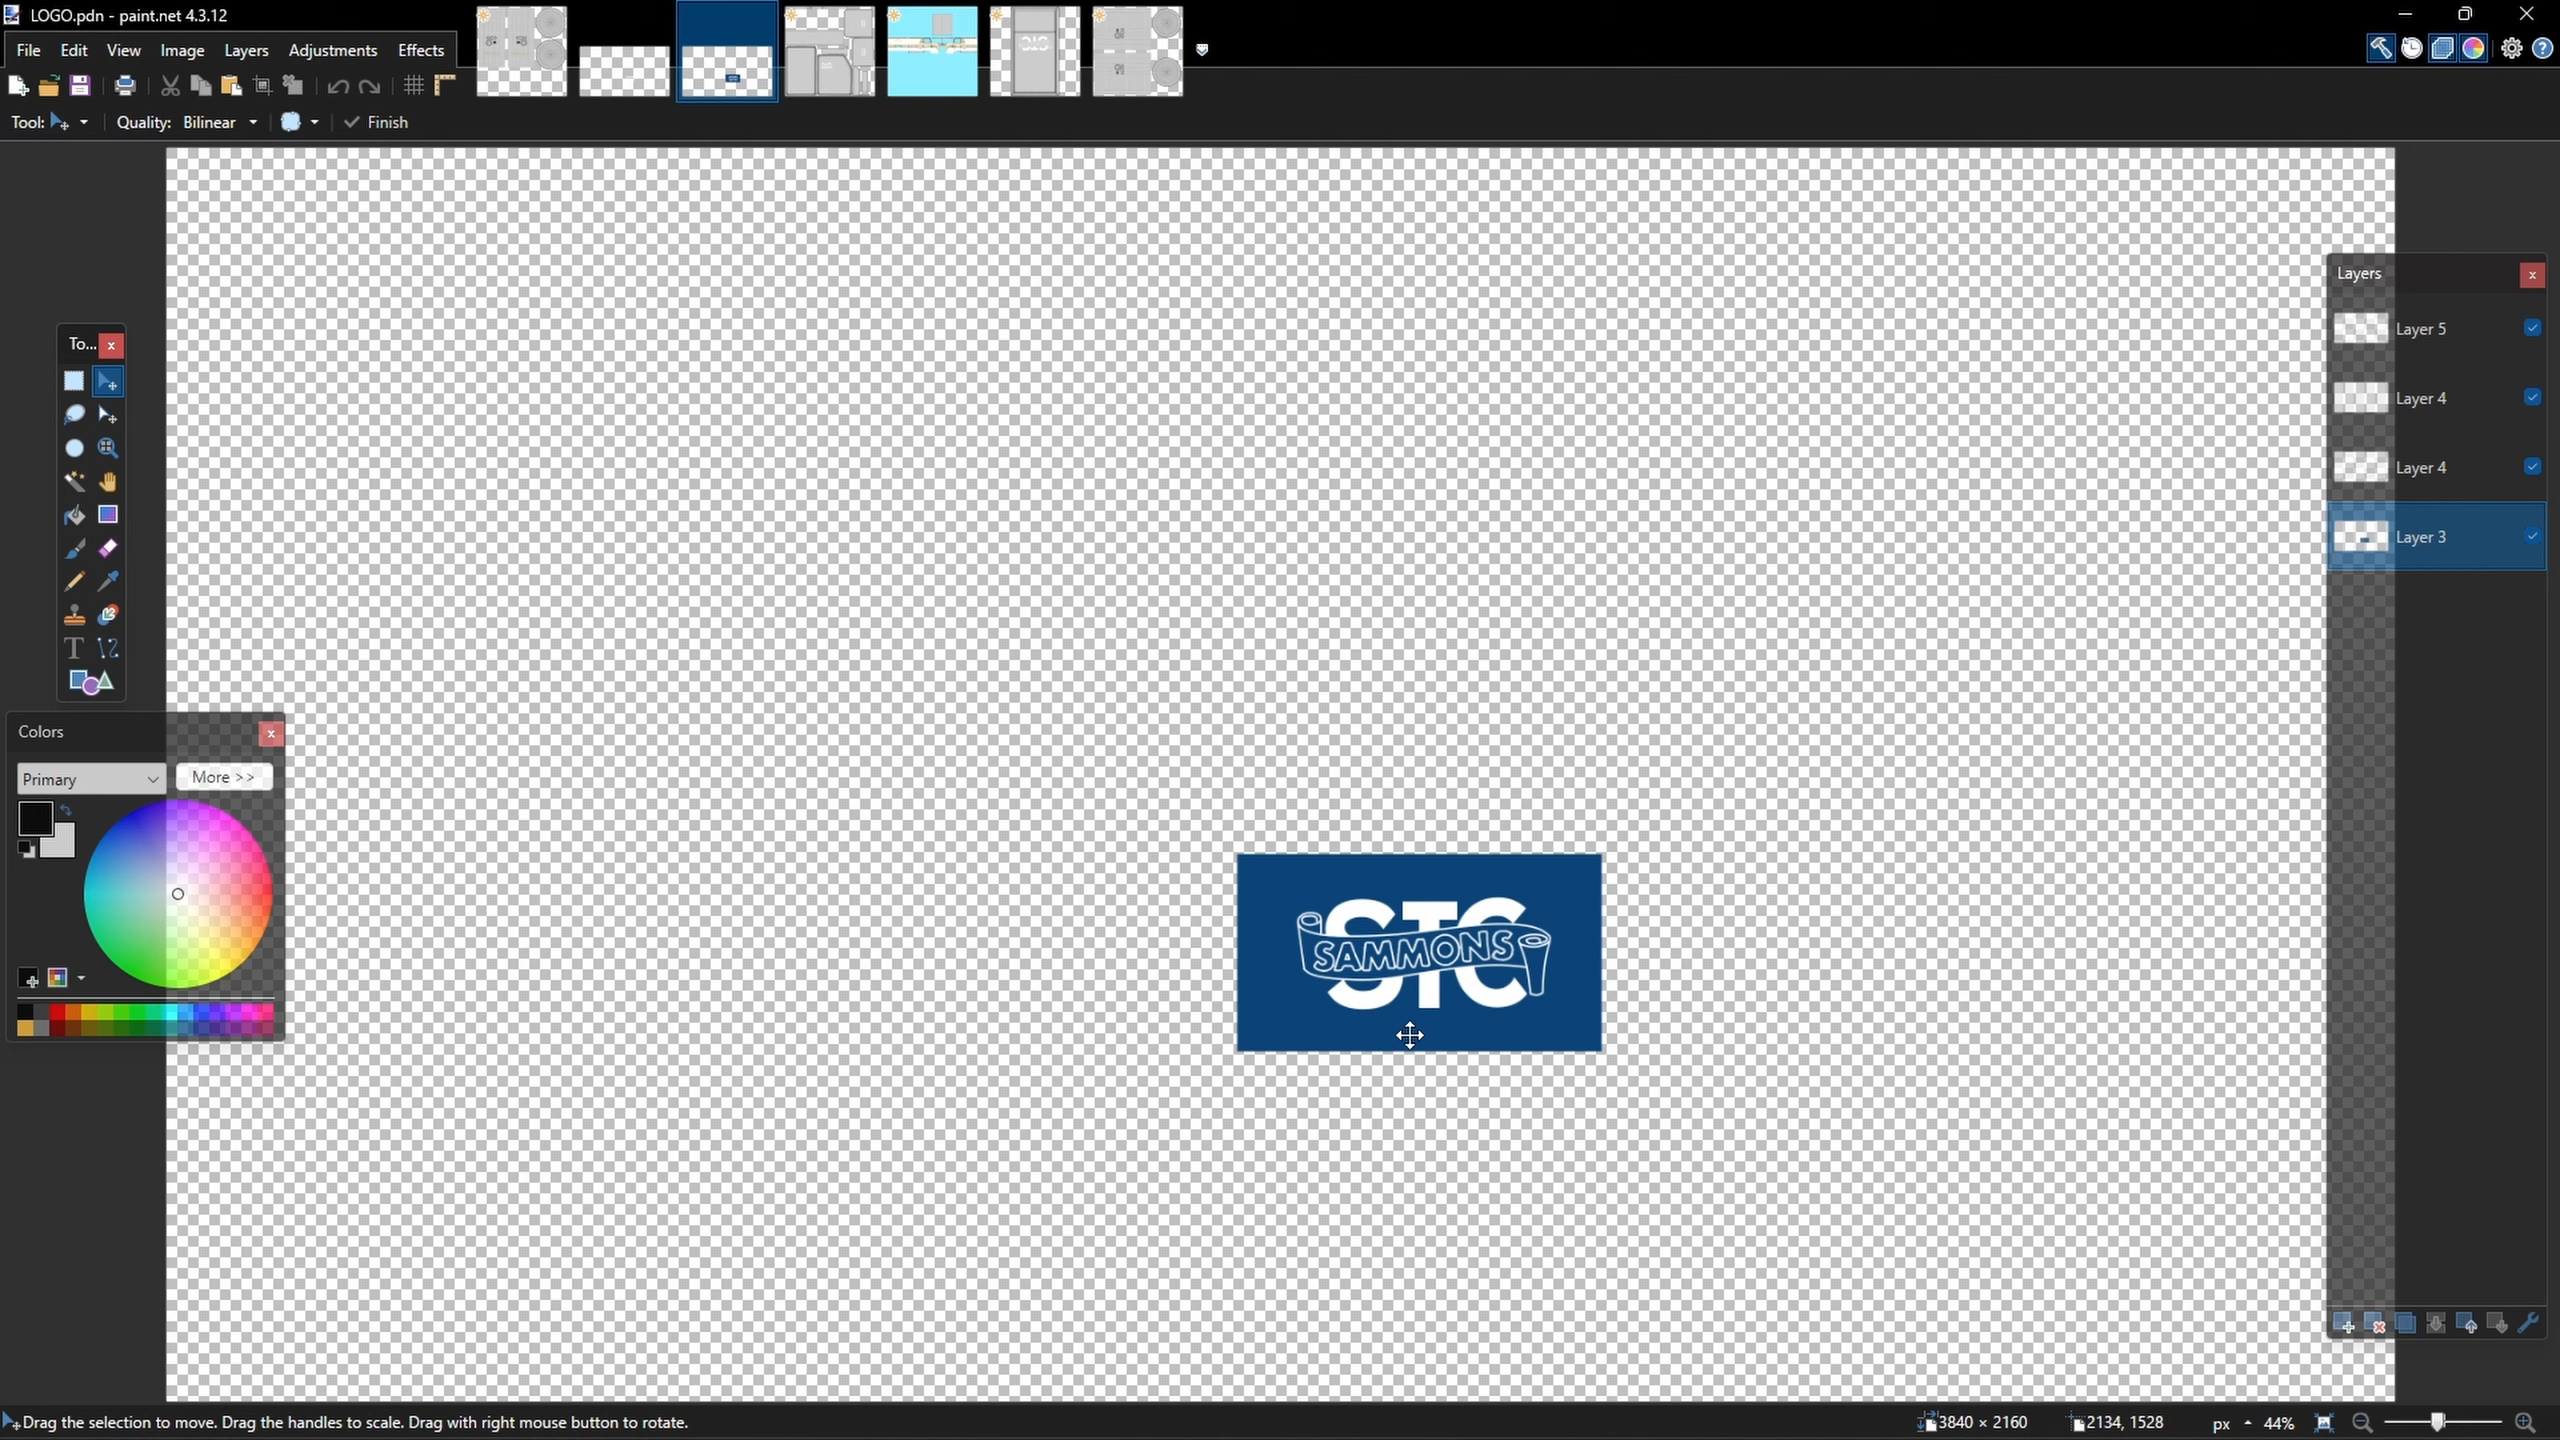 LOGO.pdn - paint.net 4.3.12
File Edit View Image Layers Adjustments Effects
Tool: Quality: Bilinear Finish
Layers
Layer 5
To...
Layer 4
Layer 4
Layer 3
Colors
Primary More >>
STC
SAMMONS
Drag the selection to move. Drag the handles to scale. Drag with right mouse button to rotate. 3840 × 2160 2134, 1528 px 44%